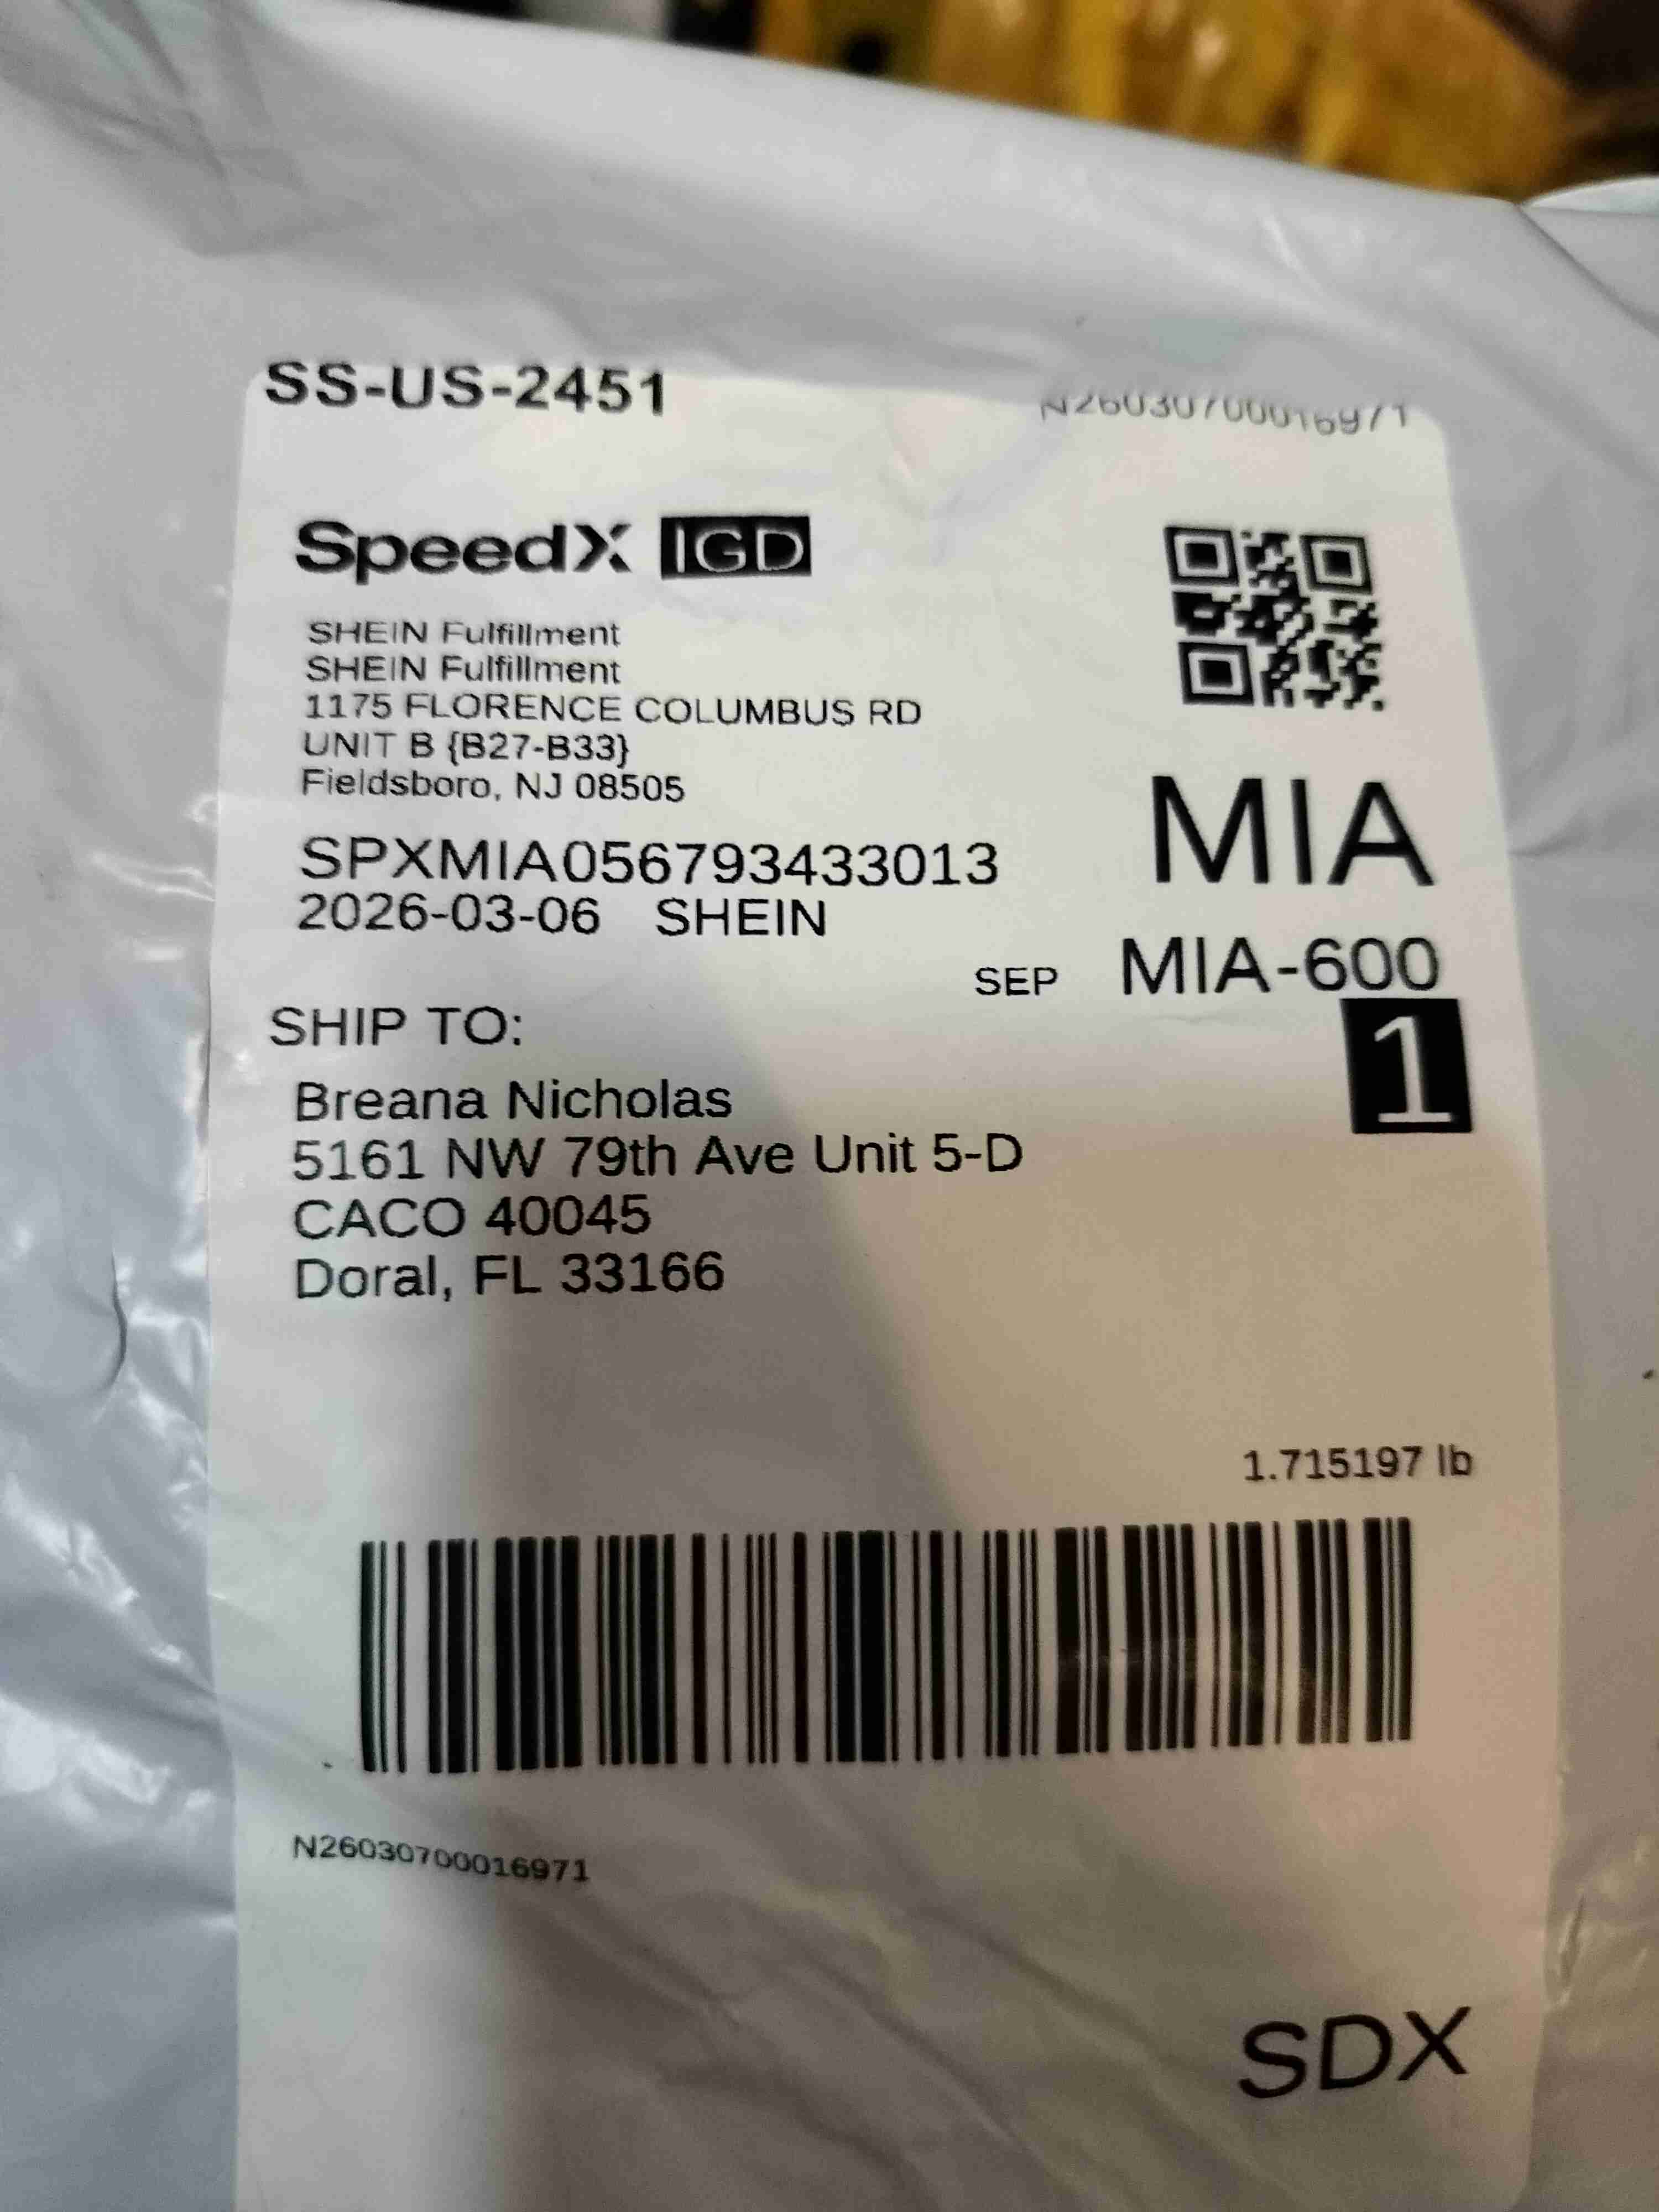 SS-US-2451
N26030700016971
SpeedX IGD
SHEIN Fulfillment
SHEIN Fulfillment
1175 FLORENCE COLUMBUS RD
UNIT B {B27-B33}
Fieldsboro, NJ 08505
MIA
SPXMIA056793433013
2026-03-06 SHEIN
SEP MIA-600
1
SHIP TO:
Breana Nicholas
5161 NW 79th Ave Unit 5-D
CACO 40045
Doral, FL 33166
1.715197 lb
N26030700016971
SDX